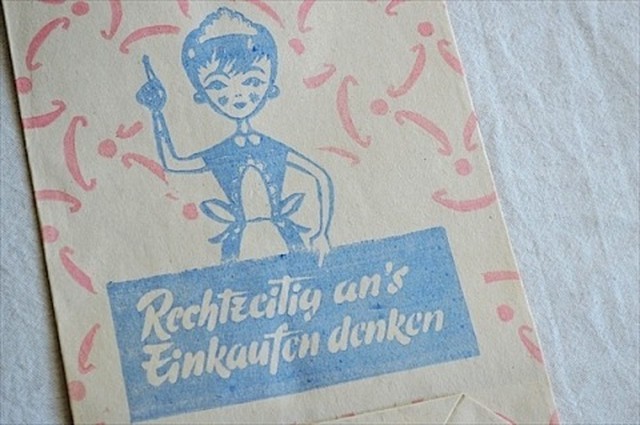 Rechtzeitig an's
Einkaufen denken